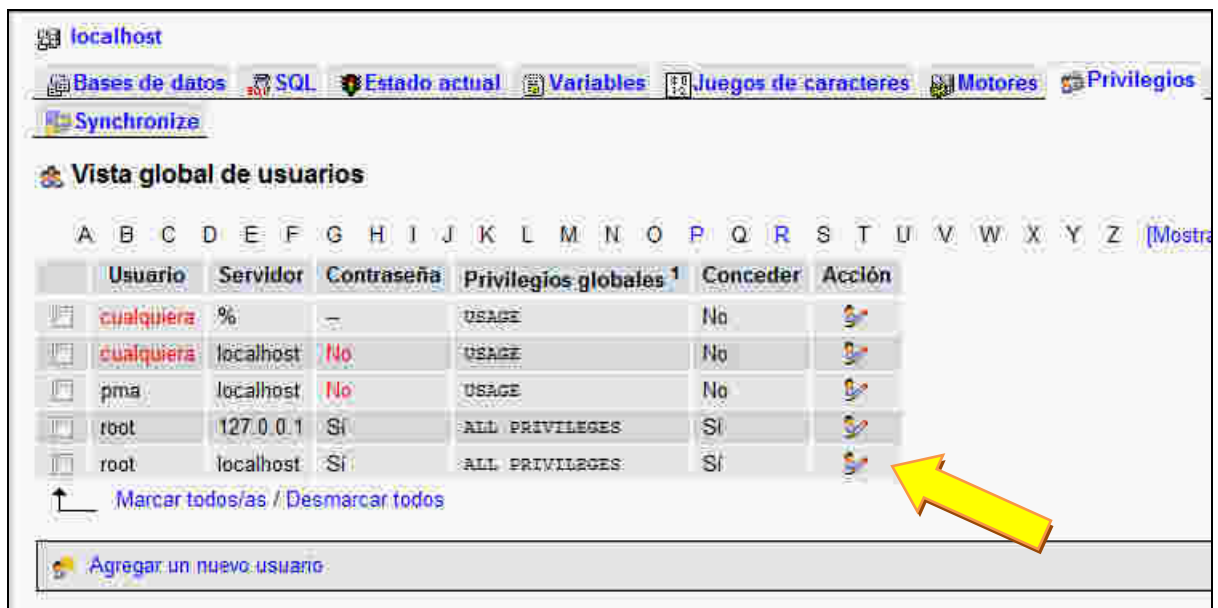 localhost
Bases de datos SQL Estado actual Variables Juegos de caracteres Motores Privilegios
Synchronize
Vista global de usuarios
A B C D E F G H I J K L M N O P Q R S T U V W X Y Z [Mostra
Usuario Servidor Contraseña Privilegios globales 1 Conceder Acción
cualquiera % -- USAGE No
cualquiera localhost No USAGE No
pma localhost No USAGE No
root 127.0.0.1 Sí ALL PRIVILEGES Sí
root localhost Sí ALL PRIVILEGES Sí
Marcar todos/as / Desmarcar todos
Agregar un nuevo usuario